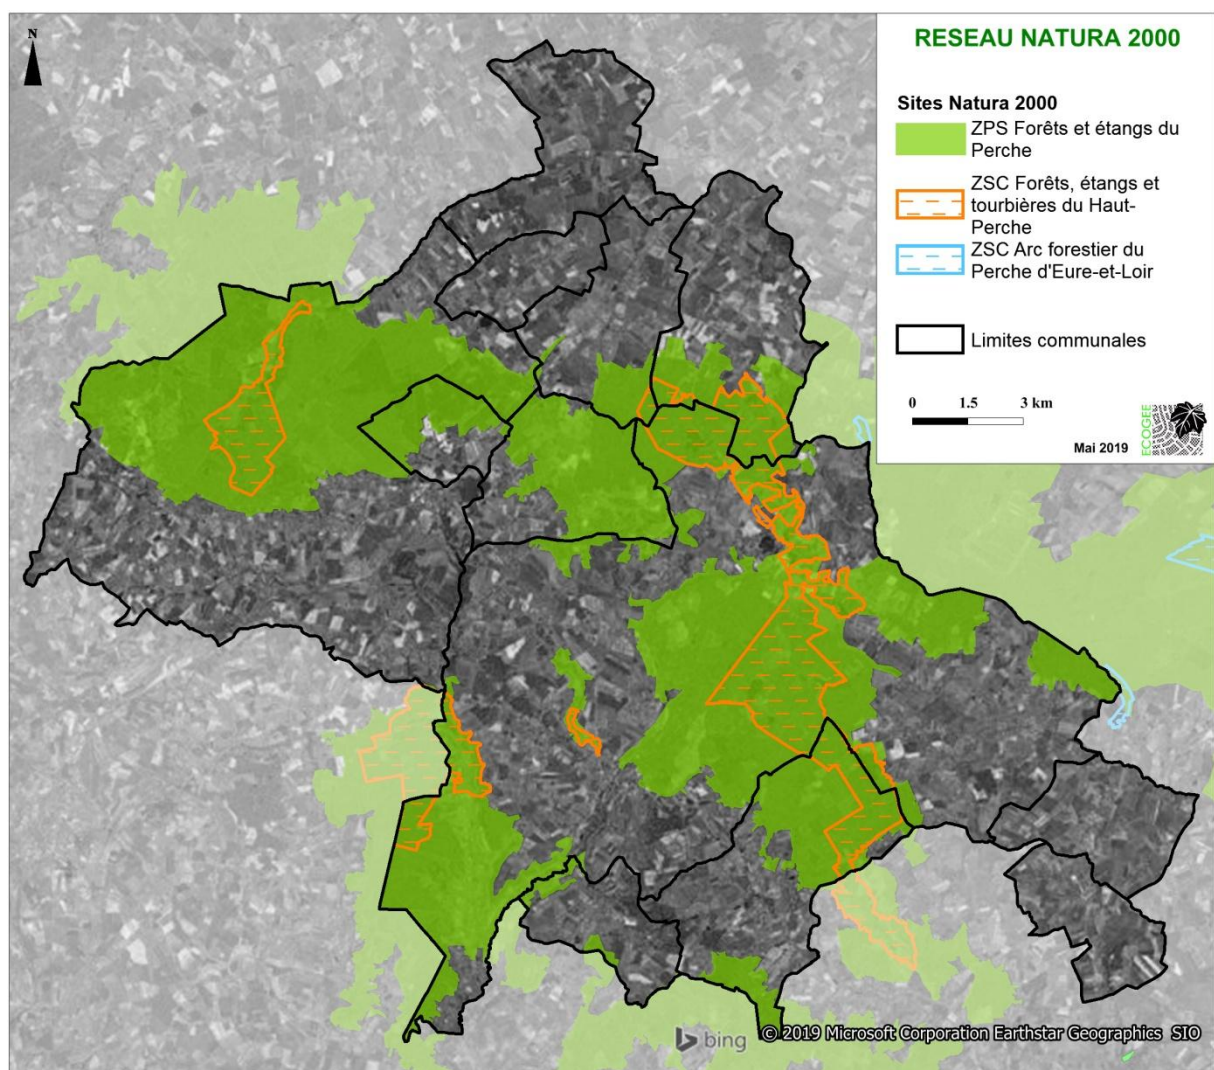 N
RESEAU NATURA 2000
Sites Natura 2000
ZPS Forêts et étangs du
Perche
ZSC Forêts, étangs et
tourbières du Haut-
Perche
ZSC Arc forestier du
Perche d'Eure-et-Loir
Limites communales
0 1.5 3 km
Mai 2019
ECOGEE
bing
© 2019 Microsoft Corporation Earthstar Geographics SIO